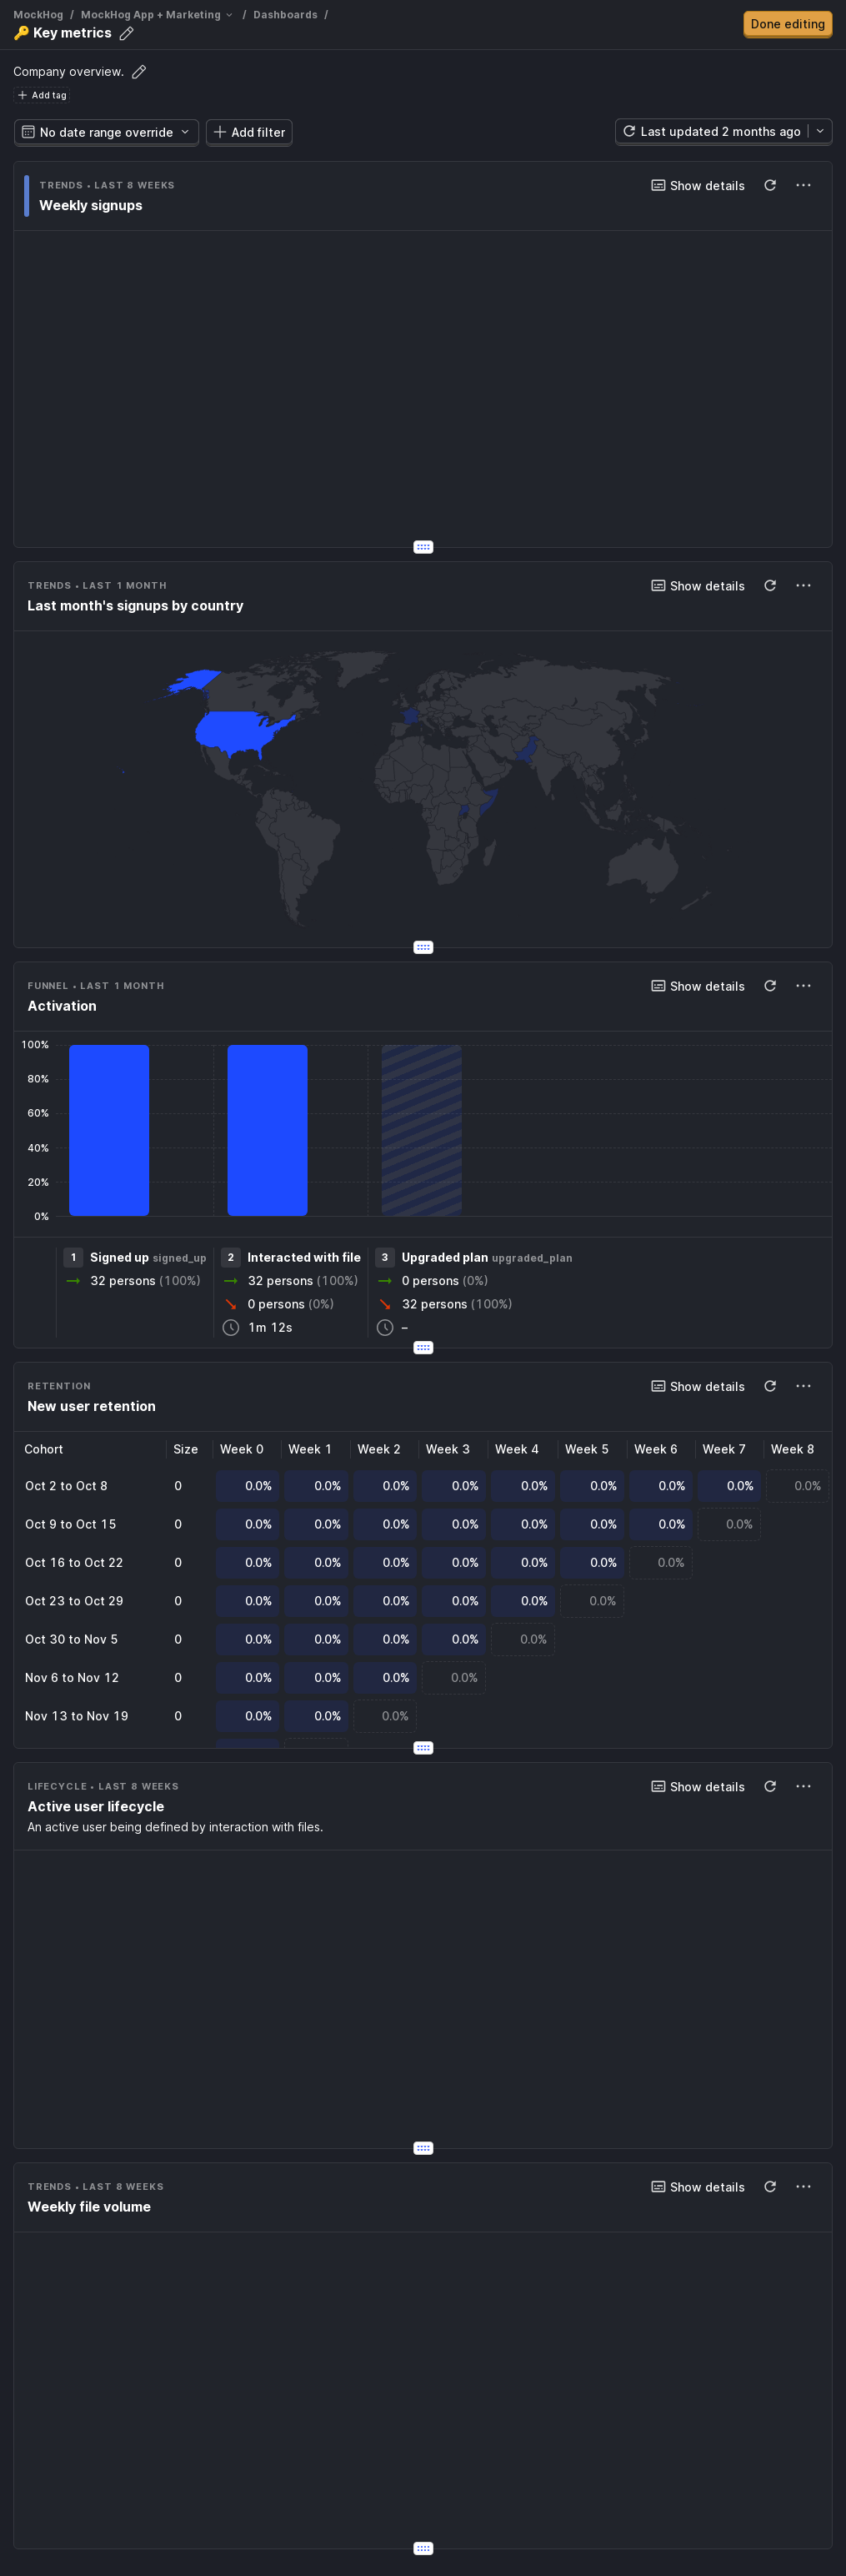 MockHog / MockHog App + Marketing / Dashboards /
🔑 Key metrics
Done editing
Company overview.
Add tag
No date range override
Add filter
Last updated 2 months ago
TRENDS • LAST 8 WEEKS
Show details
Weekly signups
TRENDS • LAST 1 MONTH
Show details
Last month's signups by country
FUNNEL • LAST 1 MONTH
Show details
Activation
100%
80%
60%
40%
20%
0%
1 Signed up signed_up
32 persons (100%)
2 Interacted with file
32 persons (100%)
0 persons (0%)
1m 12s
3 Upgraded plan upgraded_plan
0 persons (0%)
32 persons (100%)
–
RETENTION
Show details
New user retention
Cohort Size Week 0 Week 1 Week 2 Week 3 Week 4 Week 5 Week 6 Week 7 Week 8
Oct 2 to Oct 8 0 0.0% 0.0% 0.0% 0.0% 0.0% 0.0% 0.0% 0.0% 0.0%
Oct 9 to Oct 15 0 0.0% 0.0% 0.0% 0.0% 0.0% 0.0% 0.0% 0.0%
Oct 16 to Oct 22 0 0.0% 0.0% 0.0% 0.0% 0.0% 0.0% 0.0%
Oct 23 to Oct 29 0 0.0% 0.0% 0.0% 0.0% 0.0% 0.0%
Oct 30 to Nov 5 0 0.0% 0.0% 0.0% 0.0% 0.0%
Nov 6 to Nov 12 0 0.0% 0.0% 0.0% 0.0%
Nov 13 to Nov 19 0 0.0% 0.0% 0.0%
LIFECYCLE • LAST 8 WEEKS
Show details
Active user lifecycle
An active user being defined by interaction with files.
TRENDS • LAST 8 WEEKS
Show details
Weekly file volume